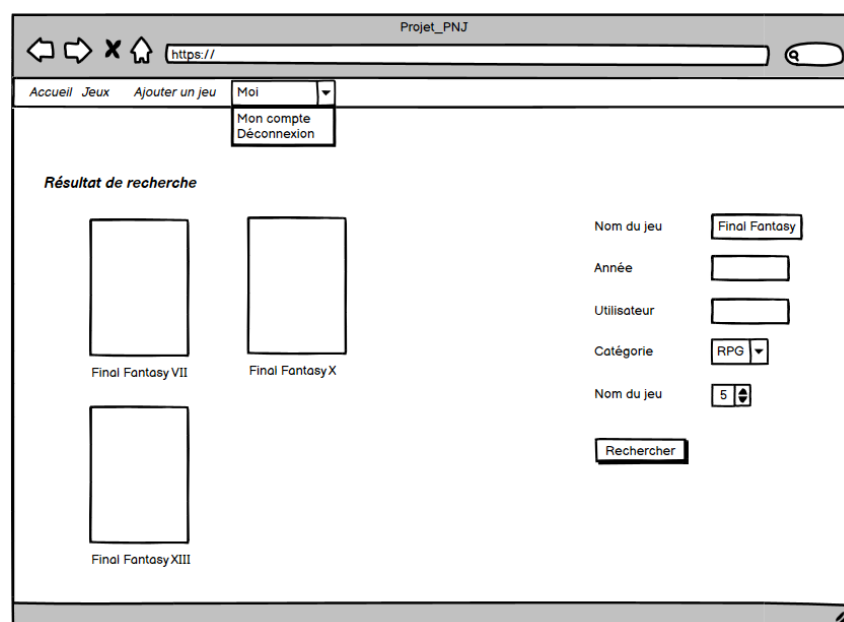 Projet_PNJ
https://
Accueil Jeux Ajouter un jeu Moi
Mon compte
Déconnexion
Résultat de recherche
Nom du jeu Final Fantasy
Année
Utilisateur
Catégorie RPG
Nom du jeu 5
Rechercher
Final Fantasy VII
Final Fantasy X
Final Fantasy XIII